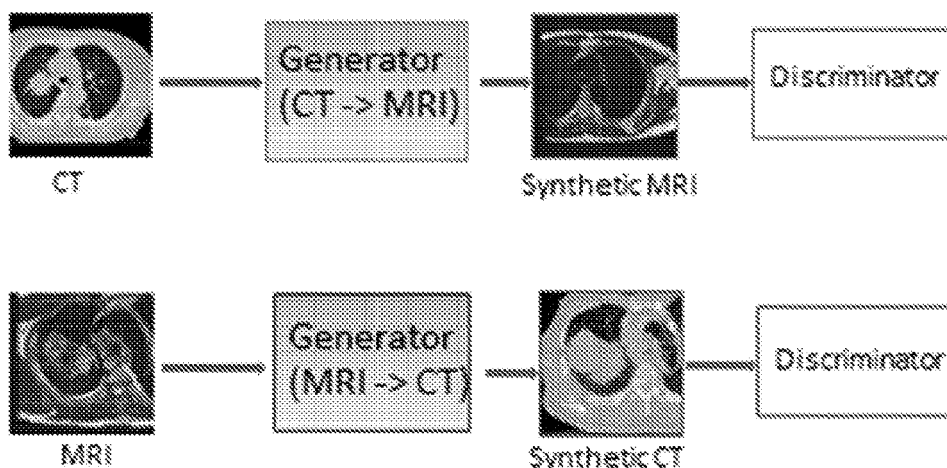 Generator
(CT -> MRI)
Discriminator
CT
Synthetic MRI
Generator
(MRI -> CT)
Discriminator
MRI
Synthetic CT